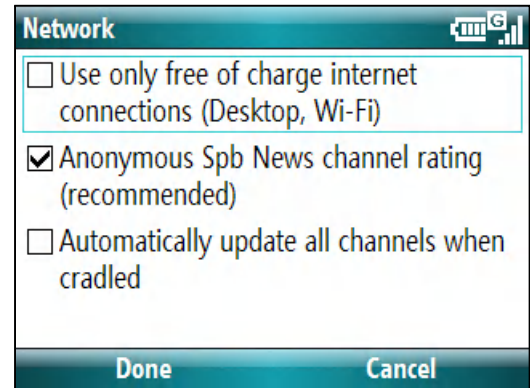 Network
G
Use only free of charge internet
connections (Desktop, Wi-Fi)
Anonymous Spb News channel rating
(recommended)
Automatically update all channels when
cradled
Done Cancel